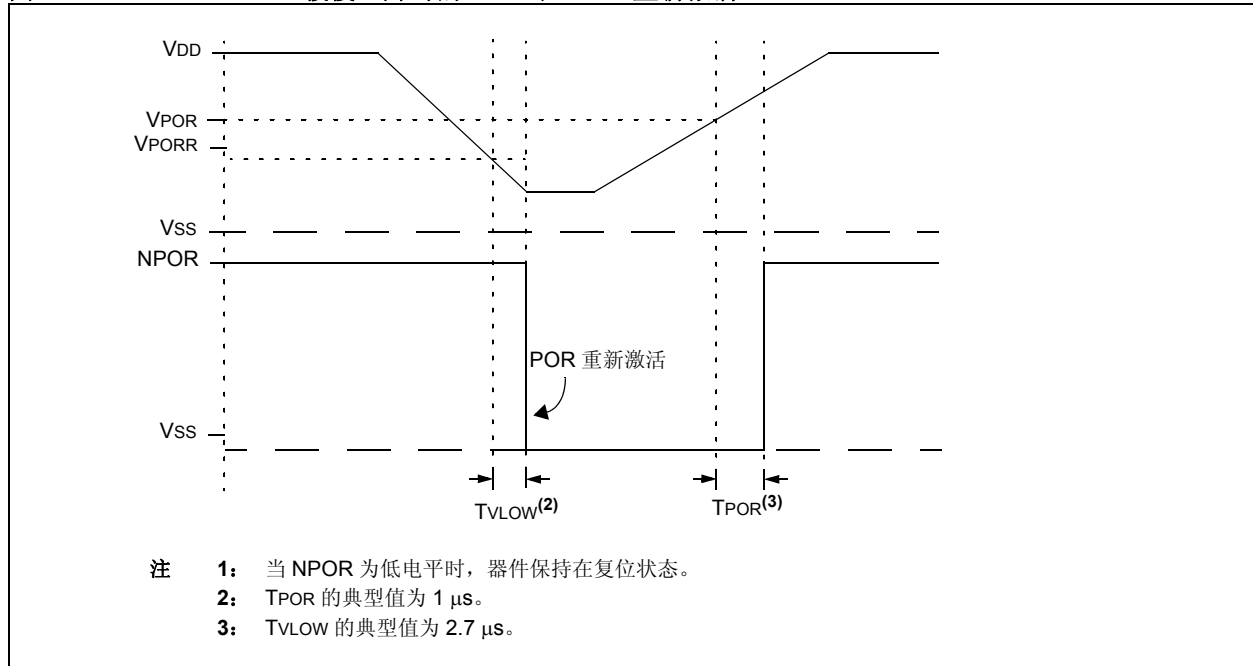 VDD
VPOR
VPORR
VSS
NPOR
POR 重新激活
VSS
TVLOW(2)
TPOR(3)
注 1： 当 NPOR 为低电平时，器件保持在复位状态。
2： TPOR 的典型值为 1 μs。
3： TVLOW 的典型值为 2.7 μs。